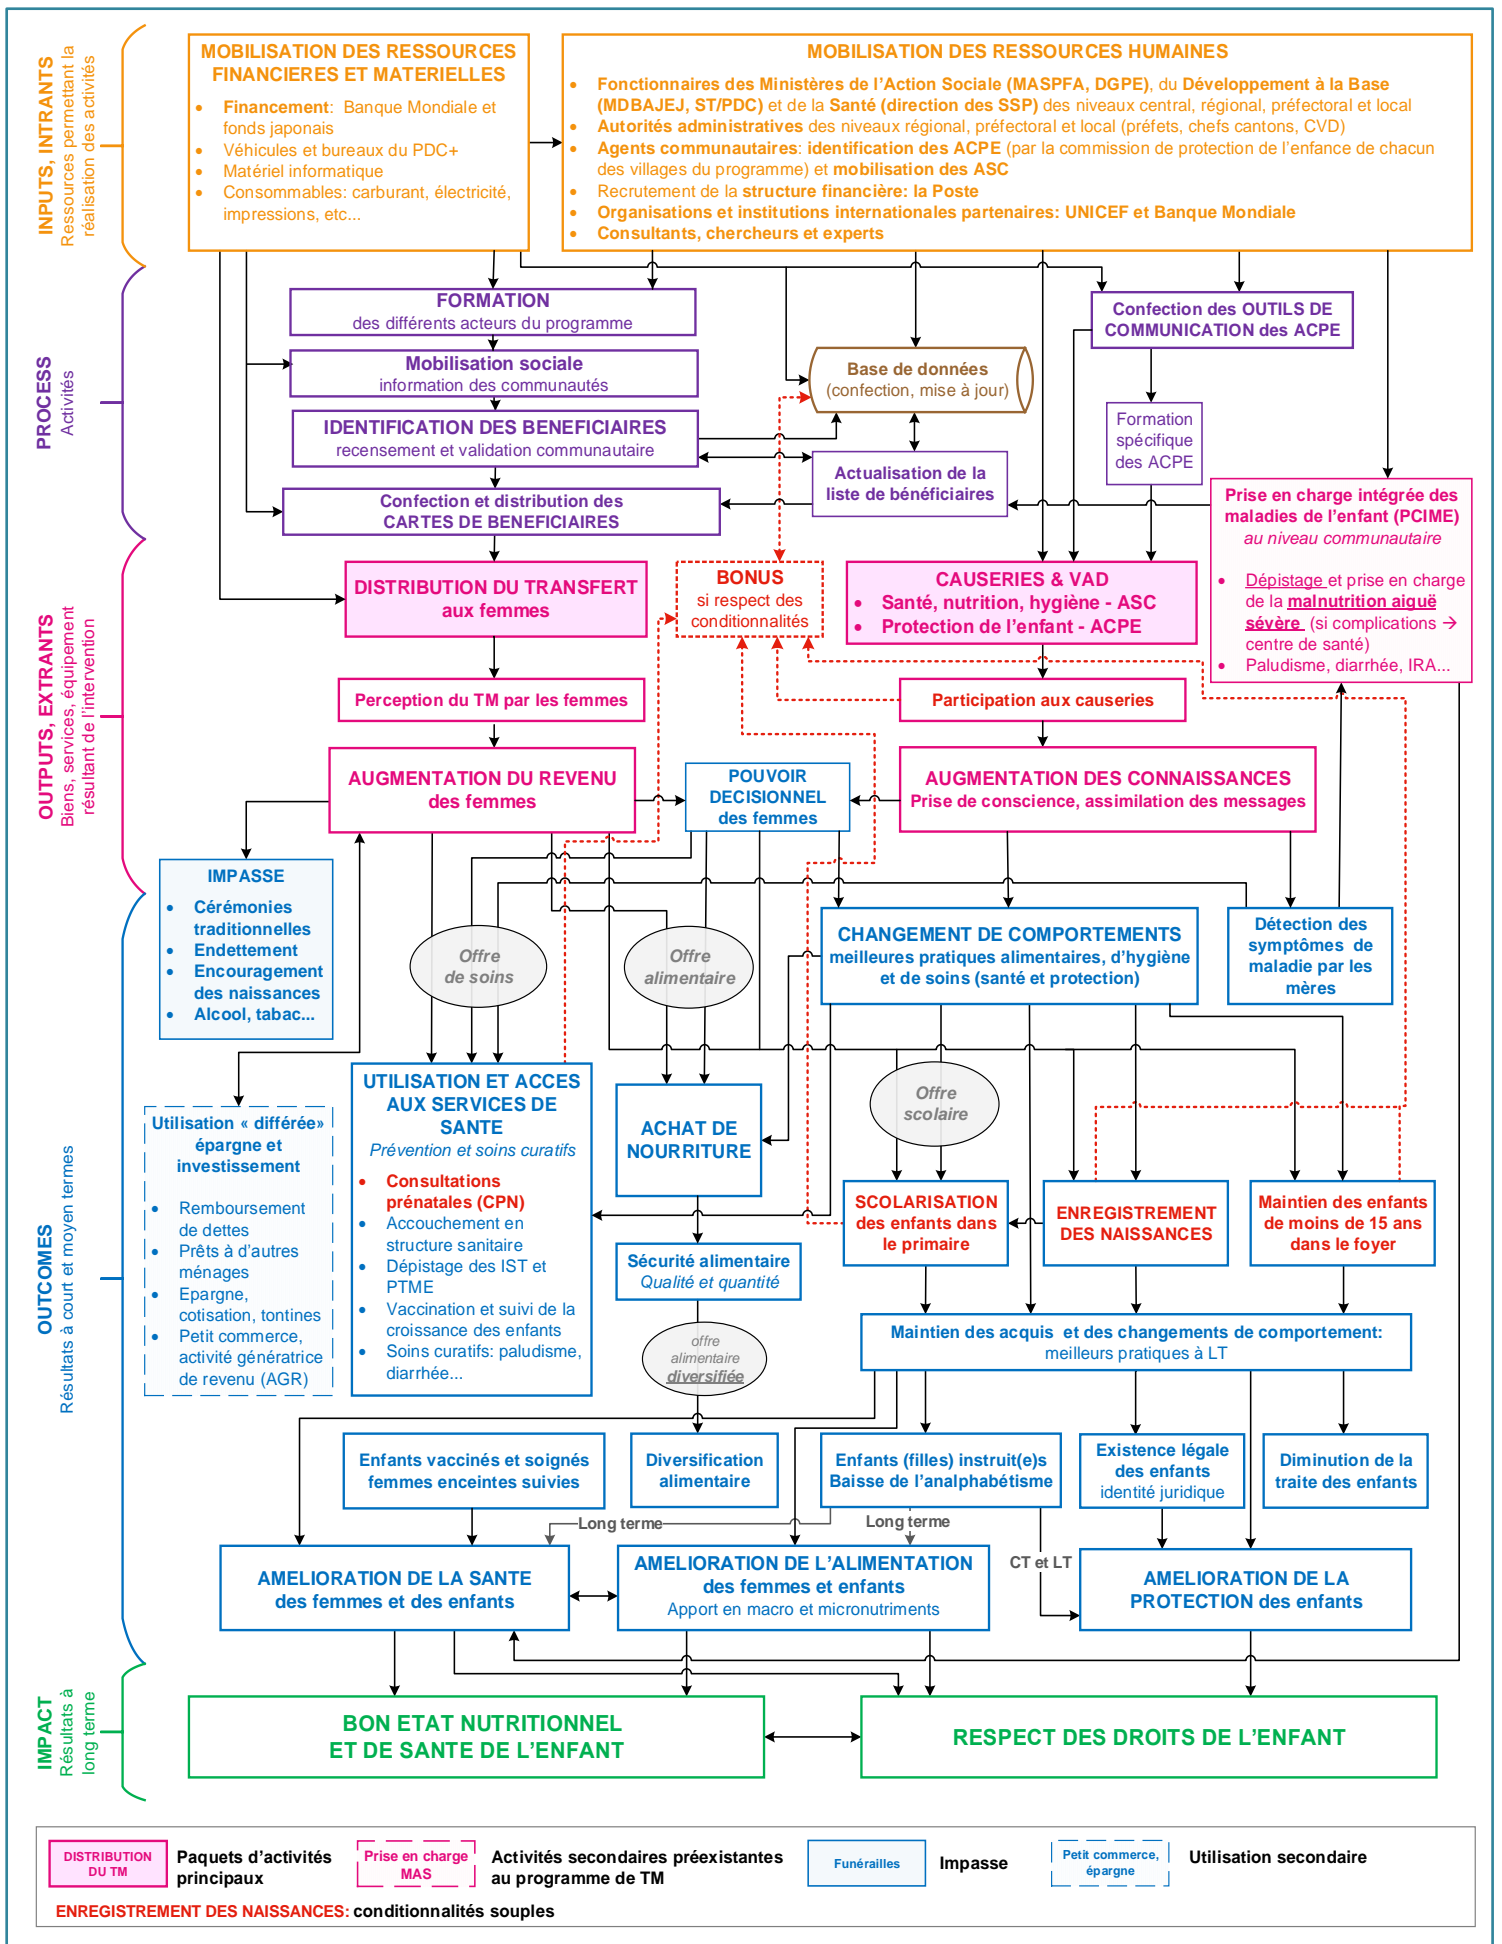 INPUTS, INTRANTS
Ressources permettant la
réalisation des activités
MOBILISATION DES RESSOURCES
FINANCIERES ET MATERIELLES
• Financement: Banque Mondiale et
fonds japonais
• Véhicules et bureaux du PDC+
• Matériel informatique
• Consommables: carburant, électricité,
impressions, etc...
MOBILISATION DES RESSOURCES HUMAINES
• Fonctionnaires des Ministères de l’Action Sociale (MASPFA, DGPE), du Développement à la Base
(MDBAJEJ, ST/PDC) et de la Santé (direction des SSP) des niveaux central, régional, préfectoral et local
• Autorités administratives des niveaux régional, préfectoral et local (préfets, chefs cantons, CVD)
• Agents communautaires: identification des ACPE (par la commission de protection de l’enfance de chacun
des villages du programme) et mobilisation des ASC
• Recrutement de la structure financière: la Poste
• Organisations et institutions internationales partenaires: UNICEF et Banque Mondiale
• Consultants, chercheurs et experts
PROCESS
Activités
FORMATION
des différents acteurs du programme
Mobilisation sociale
information des communautés
IDENTIFICATION DES BENEFICIAIRES
recensement et validation communautaire
Confection et distribution des
CARTES DE BENEFICIAIRES
Base de données
(confection, mise à jour)
Actualisation de la
liste de bénéficiaires
Confection des OUTILS DE
COMMUNICATION des ACPE
Formation
spécifique
des ACPE
Prise en charge intégrée des
maladies de l’enfant (PCIME)
au niveau communautaire
• Dépistage et prise en charge
de la malnutrition aiguë
sévère (si complications →
centre de santé)
• Paludisme, diarrhée, IRA...
OUTPUTS, EXTRANTS
Biens, services, équipement
résultant de l’intervention
DISTRIBUTION DU TRANSFERT
aux femmes
BONUS
si respect des
conditionnalités
CAUSERIES & VAD
• Santé, nutrition, hygiène - ASC
• Protection de l’enfant - ACPE
Perception du TM par les femmes
Participation aux causeries
AUGMENTATION DU REVENU
des femmes
POUVOIR
DECISIONNEL
des femmes
AUGMENTATION DES CONNAISSANCES
Prise de conscience, assimilation des messages
OUTCOMES
Résultats à court et moyen termes
IMPASSE
• Cérémonies
traditionnelles
• Endettement
• Encouragement
des naissances
• Alcool, tabac...
Offre
de soins
Offre
alimentaire
CHANGEMENT DE COMPORTEMENTS
meilleures pratiques alimentaires, d’hygiène
et de soins (santé et protection)
Détection des
symptômes de
maladie par les
mères
Utilisation « différée»
épargne et
investissement
• Remboursement
de dettes
• Prêts à d’autres
ménages
• Epargne,
cotisation, tontines
• Petit commerce,
activité génératrice
de revenu (AGR)
UTILISATION ET ACCES
AUX SERVICES DE
SANTE
Prévention et soins curatifs
• Consultations
prénatales (CPN)
• Accouchement en
structure sanitaire
• Dépistage des IST et
PTME
• Vaccination et suivi de la
croissance des enfants
• Soins curatifs: paludisme,
diarrhée...
ACHAT DE
NOURRITURE
Offre
scolaire
SCOLARISATION
des enfants dans
le primaire
ENREGISTREMENT
DES NAISSANCES
Maintien des enfants
de moins de 15 ans
dans le foyer
Sécurité alimentaire
Qualité et quantité
offre
alimentaire
diversifiée
Maintien des acquis et des changements de comportement:
meilleurs pratiques à LT
Enfants vaccinés et soignés
femmes enceintes suivies
Diversification
alimentaire
Enfants (filles) instruit(e)s
Baisse de l’analphabétisme
Existence légale
des enfants
identité juridique
Diminution de la
traite des enfants
Long terme
Long terme
CT et LT
AMELIORATION DE LA SANTE
des femmes et des enfants
AMELIORATION DE L’ALIMENTATION
des femmes et enfants
Apport en macro et micronutriments
AMELIORATION DE LA
PROTECTION des enfants
IMPACT
Résultats à
long terme
BON ETAT NUTRITIONNEL
ET DE SANTE DE L’ENFANT
RESPECT DES DROITS DE L’ENFANT
DISTRIBUTION
DU TM
Paquets d’activités
principaux
Prise en charge
MAS
Activités secondaires préexistantes
au programme de TM
Funérailles
Impasse
Petit commerce,
épargne
Utilisation secondaire
ENREGISTREMENT DES NAISSANCES: conditionnalités souples